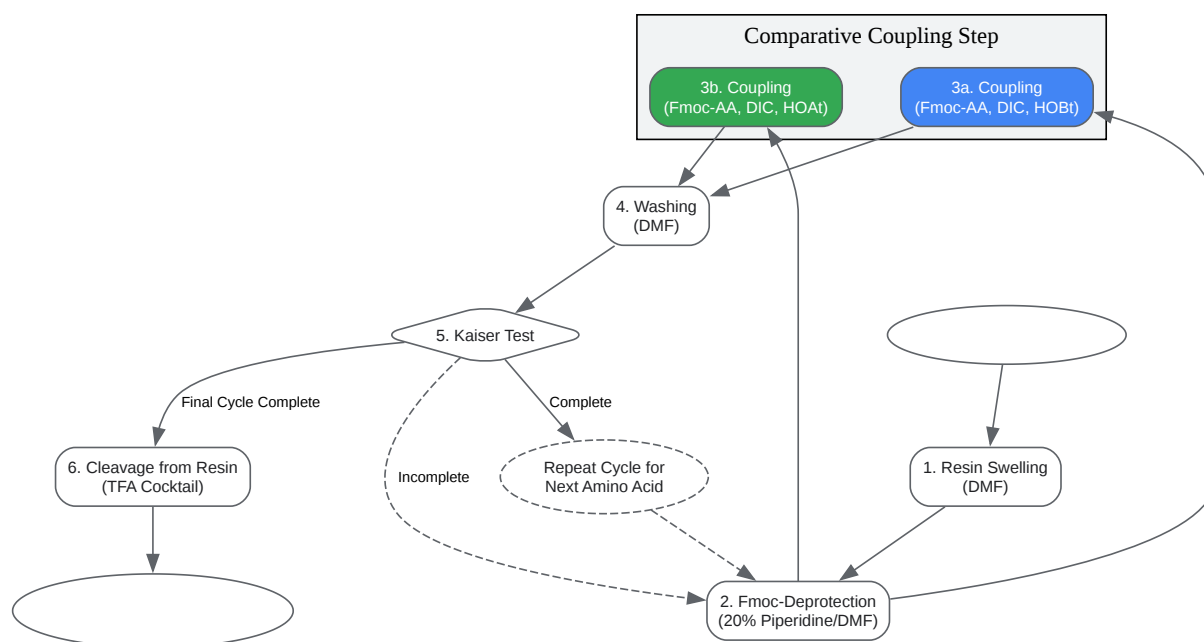 Comparative Coupling Step
3b. Coupling
(Fmoc-AA, DIC, HOAt)
3a. Coupling
(Fmoc-AA, DIC, HOBt)
4. Washing
(DMF)
5. Kaiser Test
Final Cycle Complete
Complete
Incomplete
6. Cleavage from Resin
(TFA Cocktail)
Repeat Cycle for
Next Amino Acid
1. Resin Swelling
(DMF)
2. Fmoc-Deprotection
(20% Piperidine/DMF)